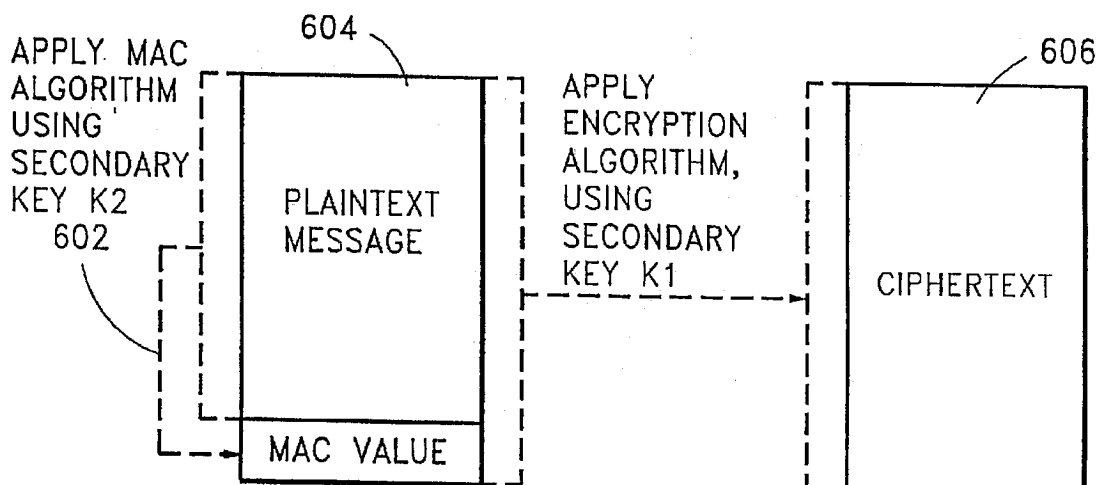 604
APPLY MAC
ALGORITHM
USING
SECONDARY
KEY K2
602
PLAINTEXT
MESSAGE
MAC VALUE
APPLY
ENCRYPTION
ALGORITHM,
USING
SECONDARY
KEY K1
606
CIPHERTEXT